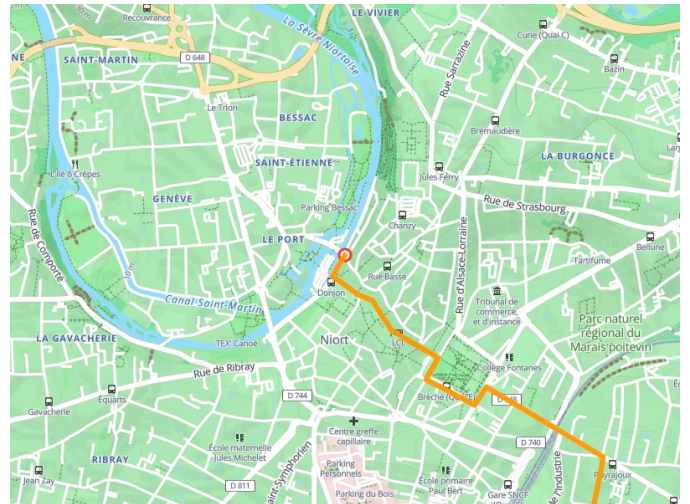 Recouvrance
La Sèvre Niortaise
LE VIVIER
Curie (Quai C)
SAINT-MARTIN
D 648
Bazin
Rue Sarrazine
Le Trion
BESSAC
Brémaudière
LA BURGONCE
SAINT-ÉTIENNE
L'île ô Crêpes
Jules Ferry
GENÈVE
Parking Bessac
Rue de Strasbourg
Chanzy
Rue de Comporté
LE PORT
Bellune
Rue d'Alsace-Lorraine
Tartifume
Rue Basse
Canal Saint-Martin
Donjon
Tribunal de
commerce,
et d'instance
Parc naturel
régional du
Marais poitevin
LA GAVACHERIE
TEX' Canoë
Niort
LCL
Collège Fontanes
Rue de Ribray
Équarts
D 744
Brèche
Gavacherie
Centre greffe
capillaire
D 740
École maternelle
Jules Michelet
RIBRAY
Parking
Personnels
École primaire
Paul Bert
Jean Zay
D 811
Parking du Bois
Gare SNCF